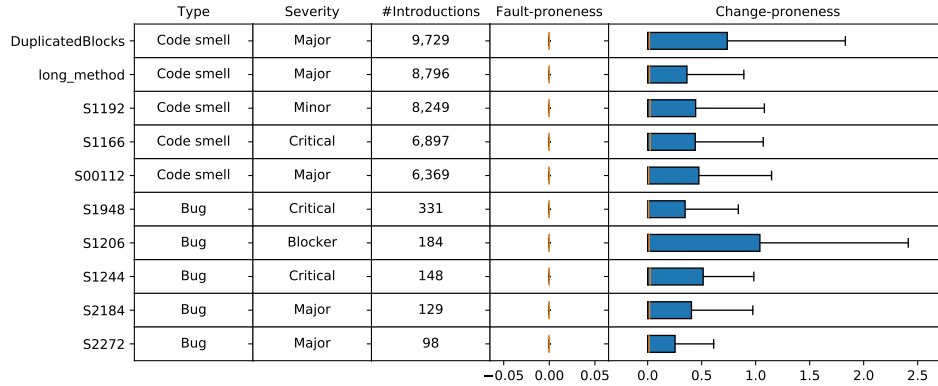 Type Severity #Introductions Fault-proneness Change-proneness
DuplicatedBlocks Code smell Major 9,729
long_method Code smell Major 8,796
S1192 Code smell Minor 8,249
S1166 Code smell Critical 6,897
S00112 Code smell Major 6,369
S1948 Bug Critical 331
S1206 Bug Blocker 184
S1244 Bug Critical 148
S2184 Bug Major 129
S2272 Bug Major 98
−0.05 0.00 0.05 0.0 0.5 1.0 1.5 2.0 2.5